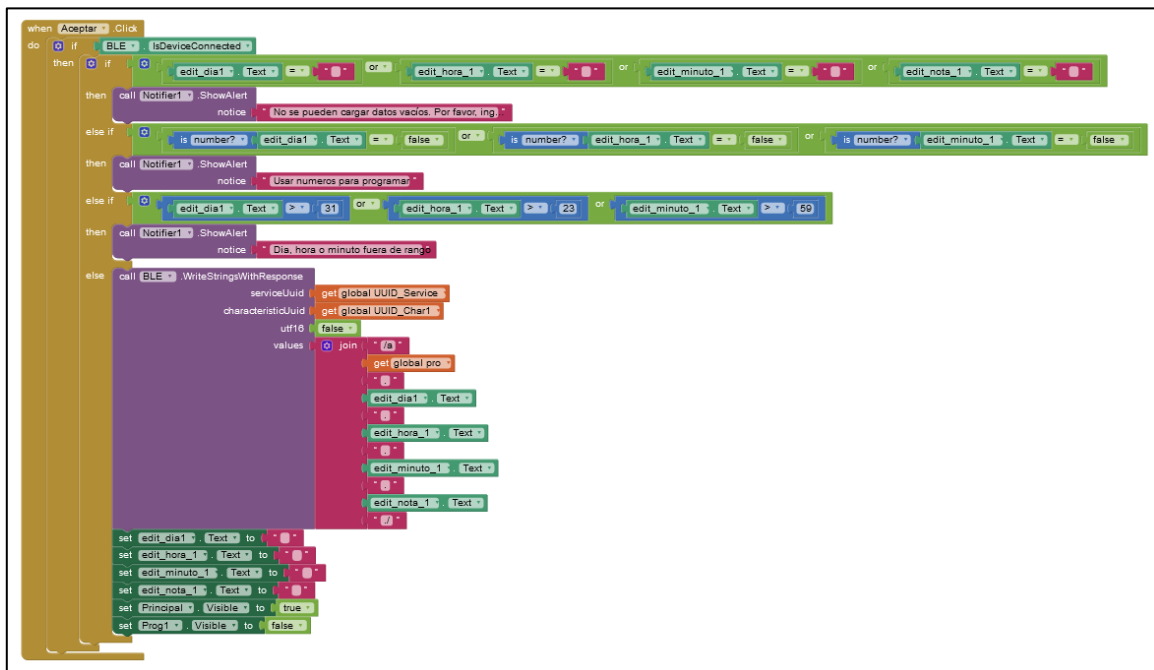 when Aceptar .Click
do if BLE . IsDeviceConnected
then if edit_dia1 . Text = " " or edit_hora_1 . Text = " " or edit_minuto_1 . Text = " " or edit_nota_1 . Text = " "
then call Notifier1 .ShowAlert
notice " No se pueden cargar datos vacíos. Por favor, ing. "
else if is number? edit_dia1 . Text = false or is number? edit_hora_1 . Text = false or is number? edit_minuto_1 . Text = false
then call Notifier1 .ShowAlert
notice " Usar numeros para programar "
else if edit_dia1 . Text > 31 or edit_hora_1 . Text > 23 or edit_minuto_1 . Text > 59
then call Notifier1 .ShowAlert
notice " Dia, hora o minuto fuera de rango "
else call BLE .WriteStringsWithResponse
serviceUuid get global UUID_Service
characteristicUuid get global UUID_Char1
utf16 false
values join " /a "
get global pro
" . "
edit_dia1 . Text
" . "
edit_hora_1 . Text
" . "
edit_minuto_1 . Text
" . "
edit_nota_1 . Text
" ./ "
set edit_dia1 . Text to " "
set edit_hora_1 . Text to " "
set edit_minuto_1 . Text to " "
set edit_nota_1 . Text to " "
set Principal . Visible to true
set Prog1 . Visible to false